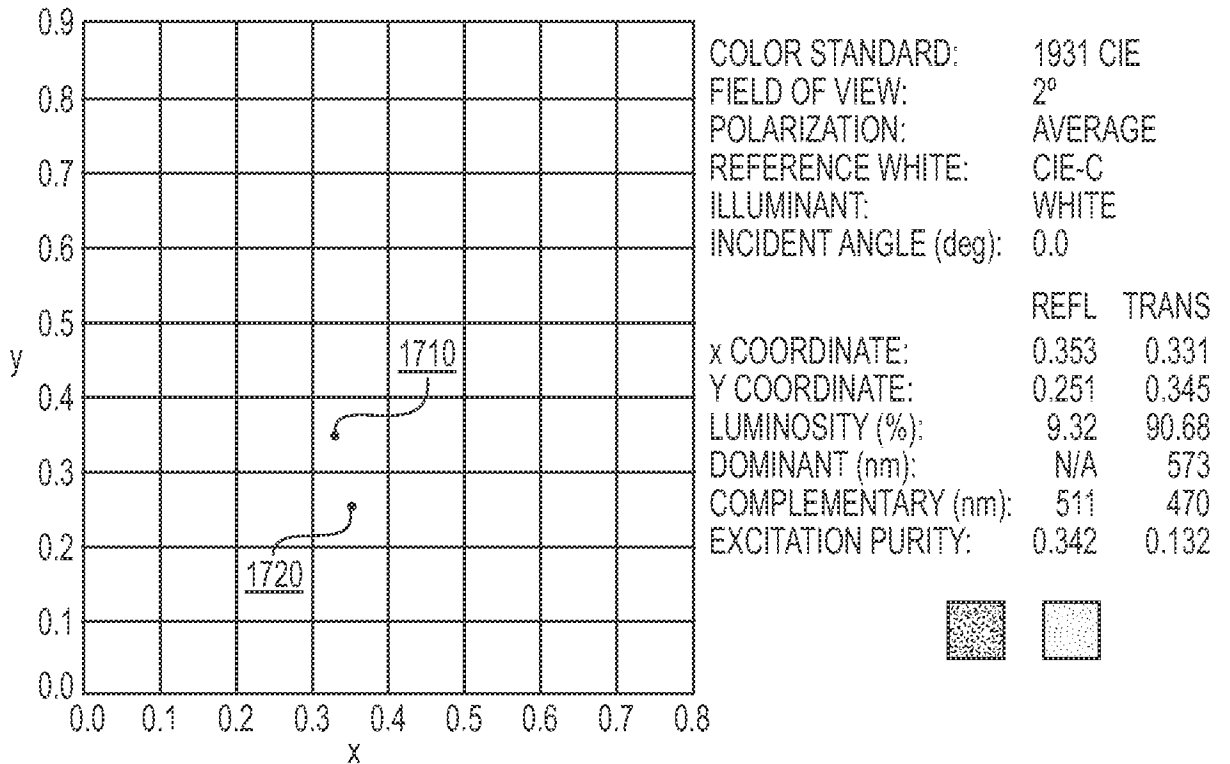 0.9
0.8
0.7
0.6
0.5
0.4
0.3
0.2
0.1
0.0
y
0.0 0.1 0.2 0.3 0.4 0.5 0.6 0.7 0.8
x
1710
1720
COLOR STANDARD: 1931 CIE
FIELD OF VIEW: 2º
POLARIZATION: AVERAGE
REFERENCE WHITE: CIE-C
ILLUMINANT: WHITE
INCIDENT ANGLE (deg): 0.0
REFL TRANS
x COORDINATE: 0.353 0.331
Y COORDINATE: 0.251 0.345
LUMINOSITY (%): 9.32 90.68
DOMINANT (nm): N/A 573
COMPLEMENTARY (nm): 511 470
EXCITATION PURITY: 0.342 0.132